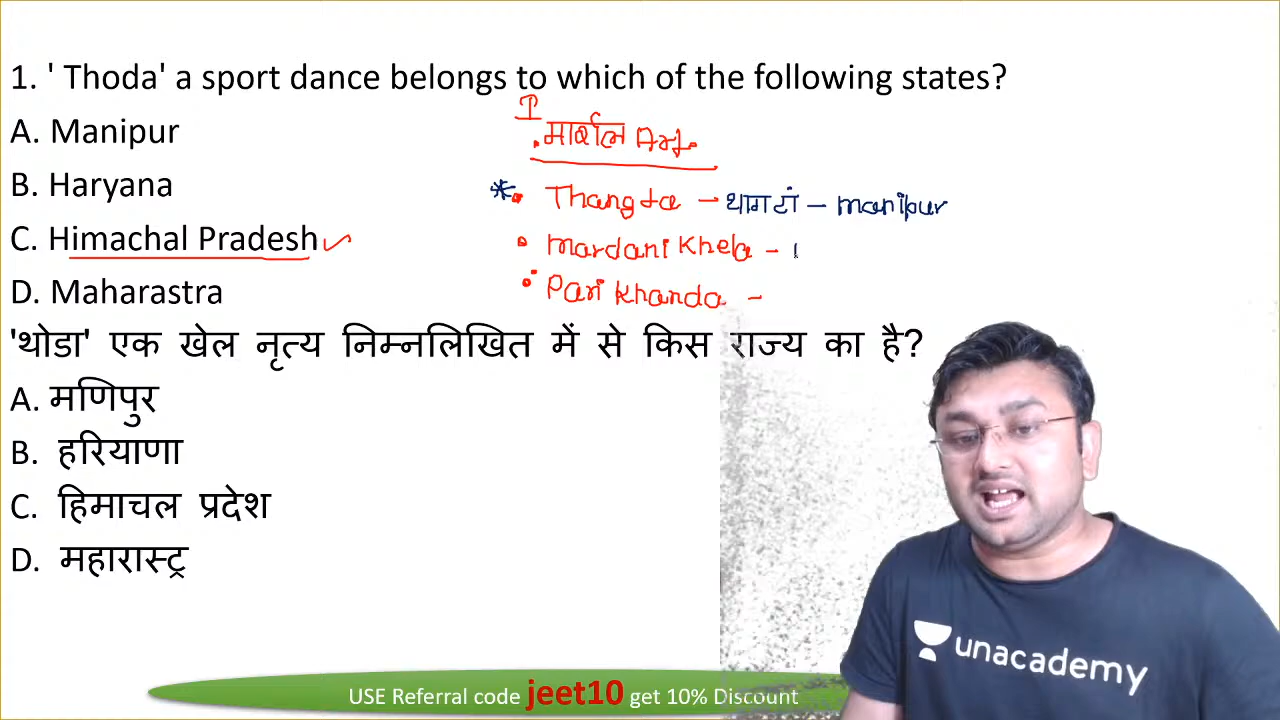 1. ' Thoda' a sport dance belongs to which of the following states?
A. Manipur
B. Haryana
C. Himachal Pradesh
D. Maharastra
मार्शल Art.
* Thangta - थागटां - manipur
mardani Khela -
Pari Khanda -
'थोडा' एक खेल नृत्य निम्नलिखित में से किस राज्य का है?
A. मणिपुर
B. हरियाणा
C. हिमाचल प्रदेश
D. महारास्ट्र
unacademy
USE Referral code jeet10 get 10% Discount